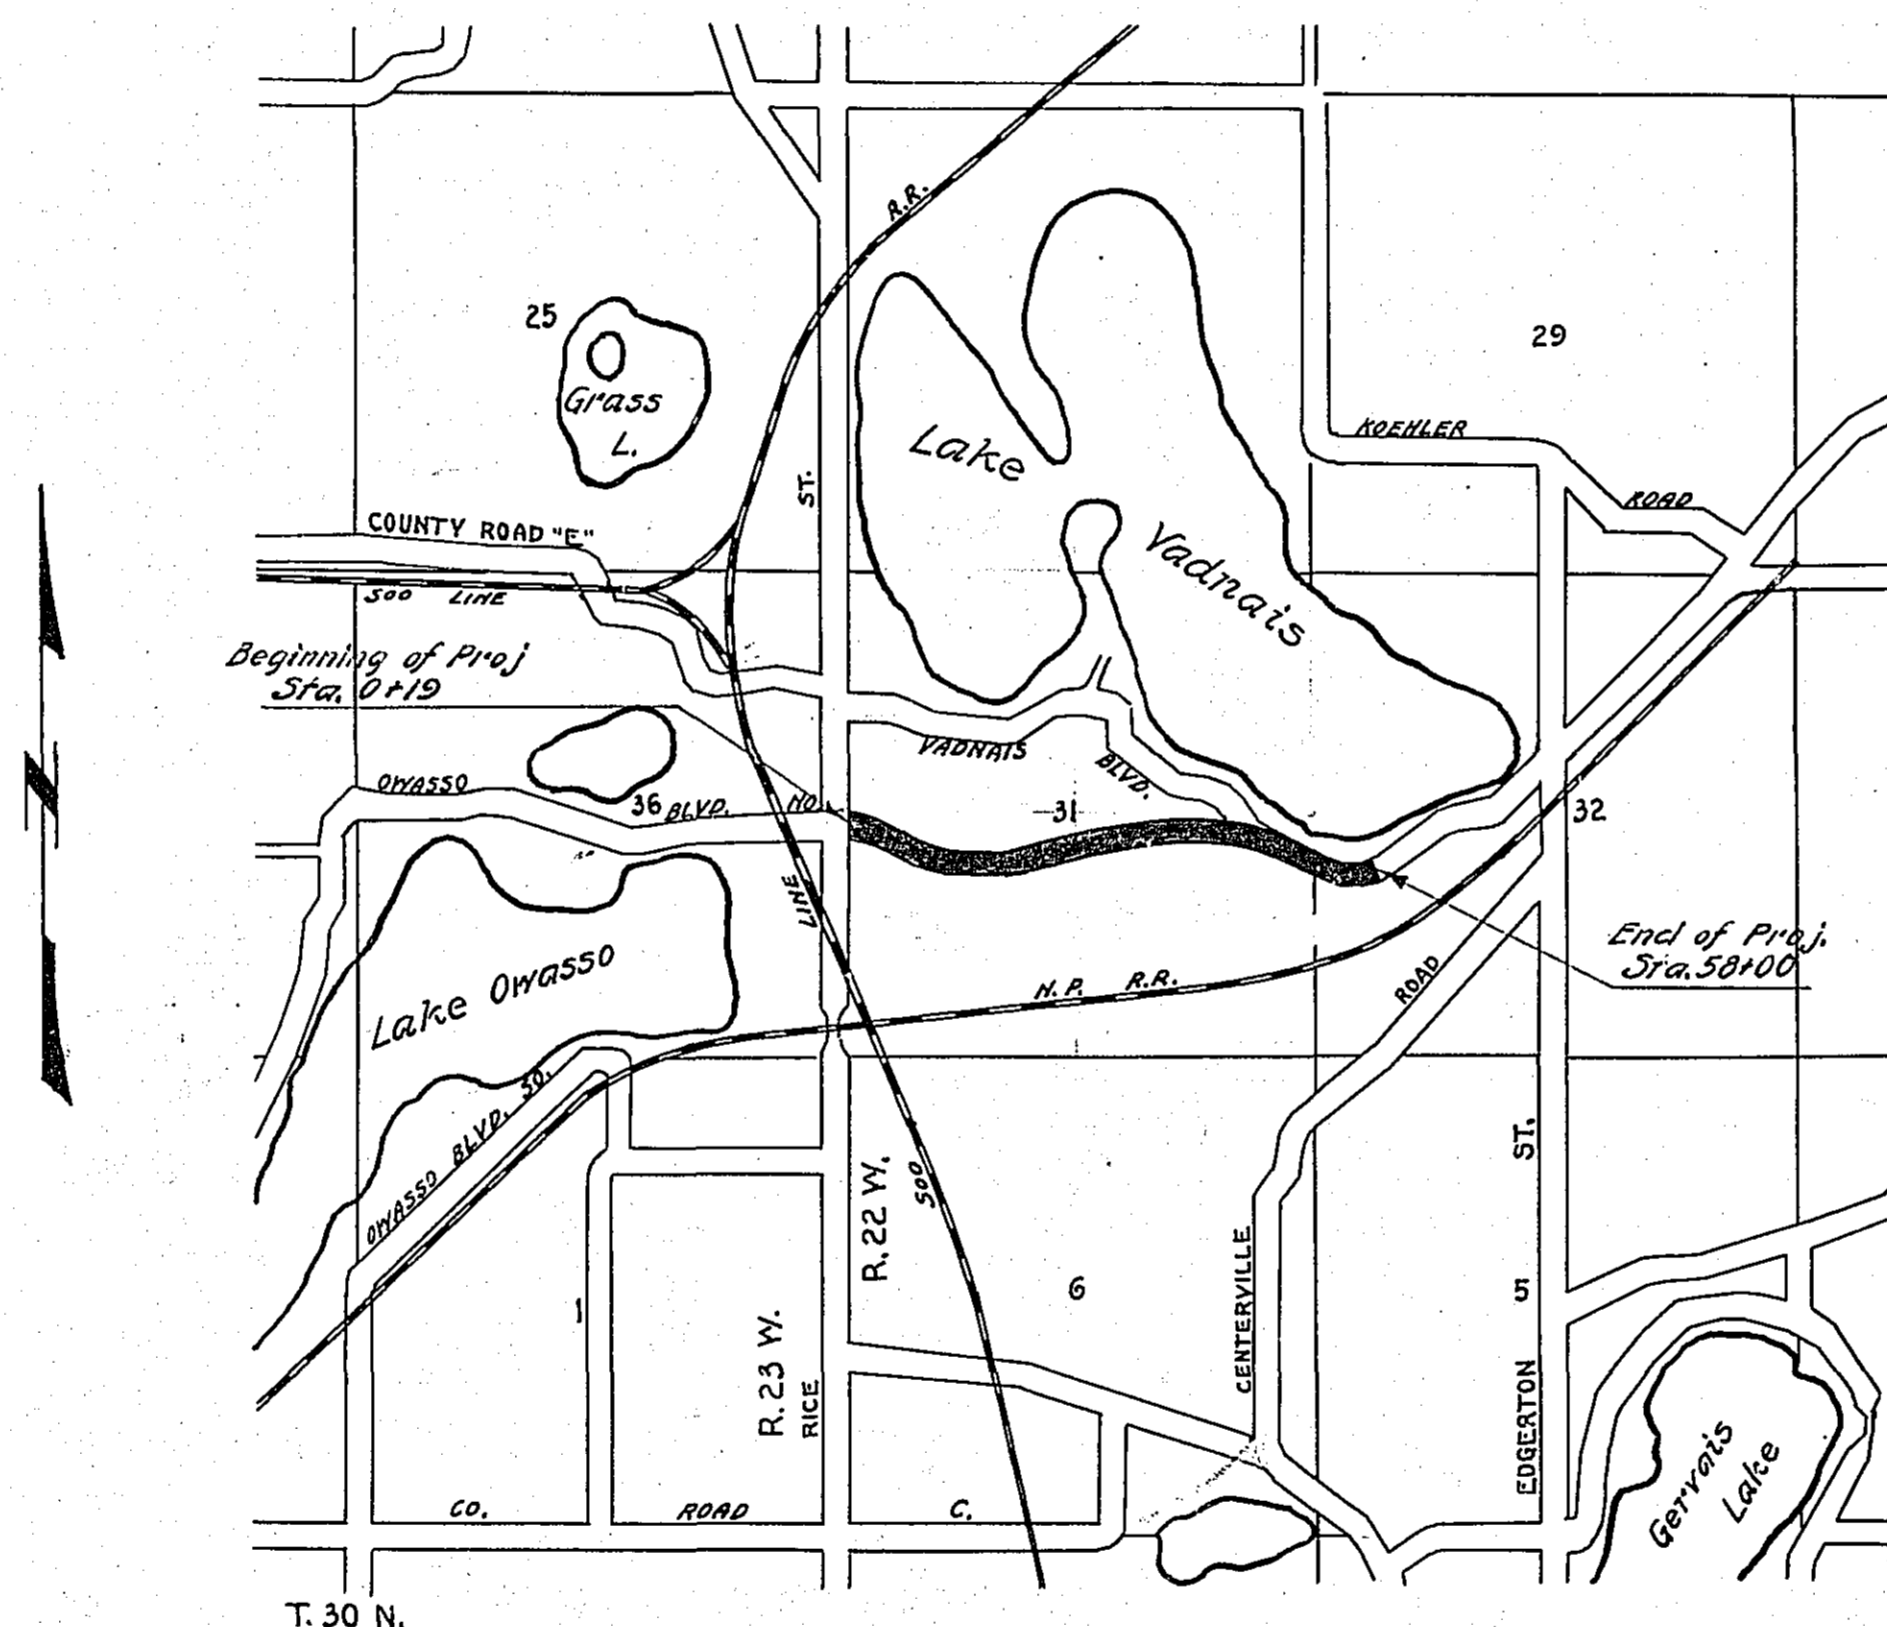 R.R.
25
29
Grass
L.
Lake
Vadnais
KOEHLER
ROAD
ST.
COUNTY ROAD "E"
SOO LINE
Beginning of Proj
Sta. 0+19
VADNAIS
BLVD.
OWASSO
36
BLVD.
NO.
31
32
LINE
End of Proj.
Sta. 58+00
Lake Owasso
N.P. R.R.
ROAD
N
OWASSO BLVD. SO.
SOO
ST.
R. 22 W.
6
5
1
CENTERVILLE
R. 23 W.
RICE
EDGERTON
Gervais
Lake
CO. ROAD C.
T. 30 N.